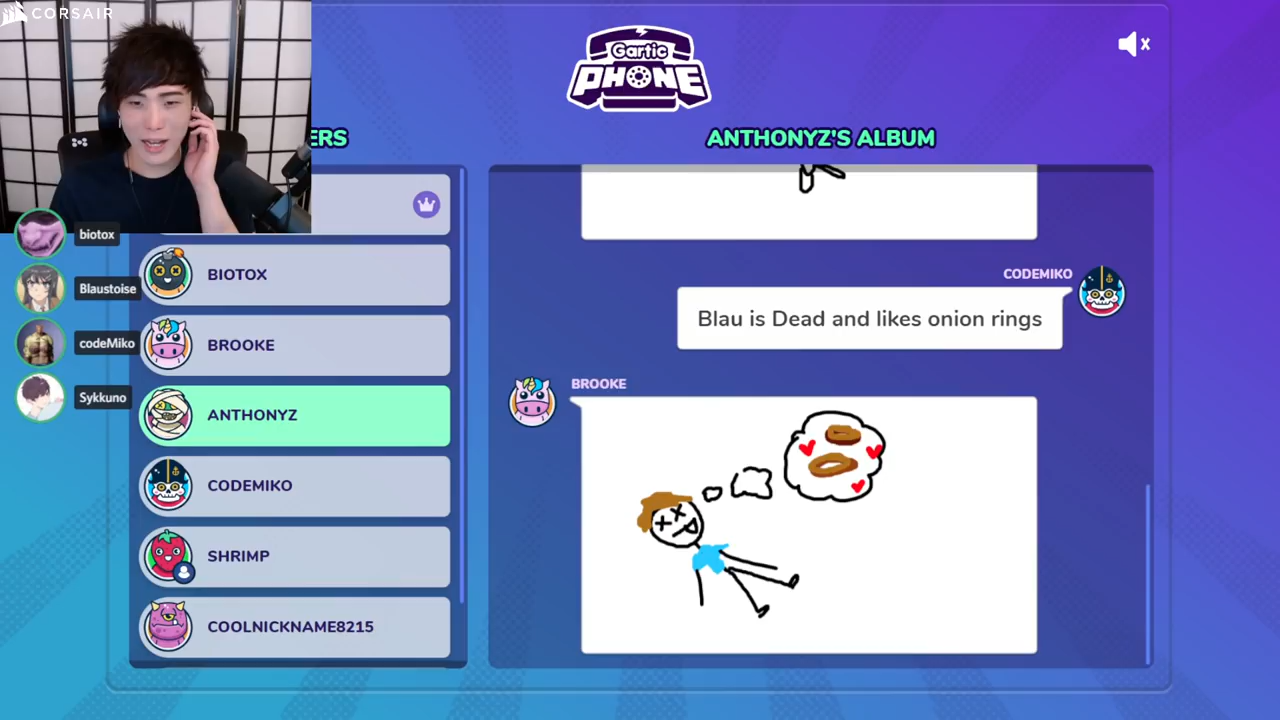 CORSAIR
Gartic
PHONE
ERS
ANTHONYZ'S ALBUM
biotox
Blaustoise
codeMiko
Sykkuno
BIOTOX
BROOKE
ANTHONYZ
CODEMIKO
SHRIMP
COOLNICKNAME8215
CODEMIKO
Blau is Dead and likes onion rings
BROOKE